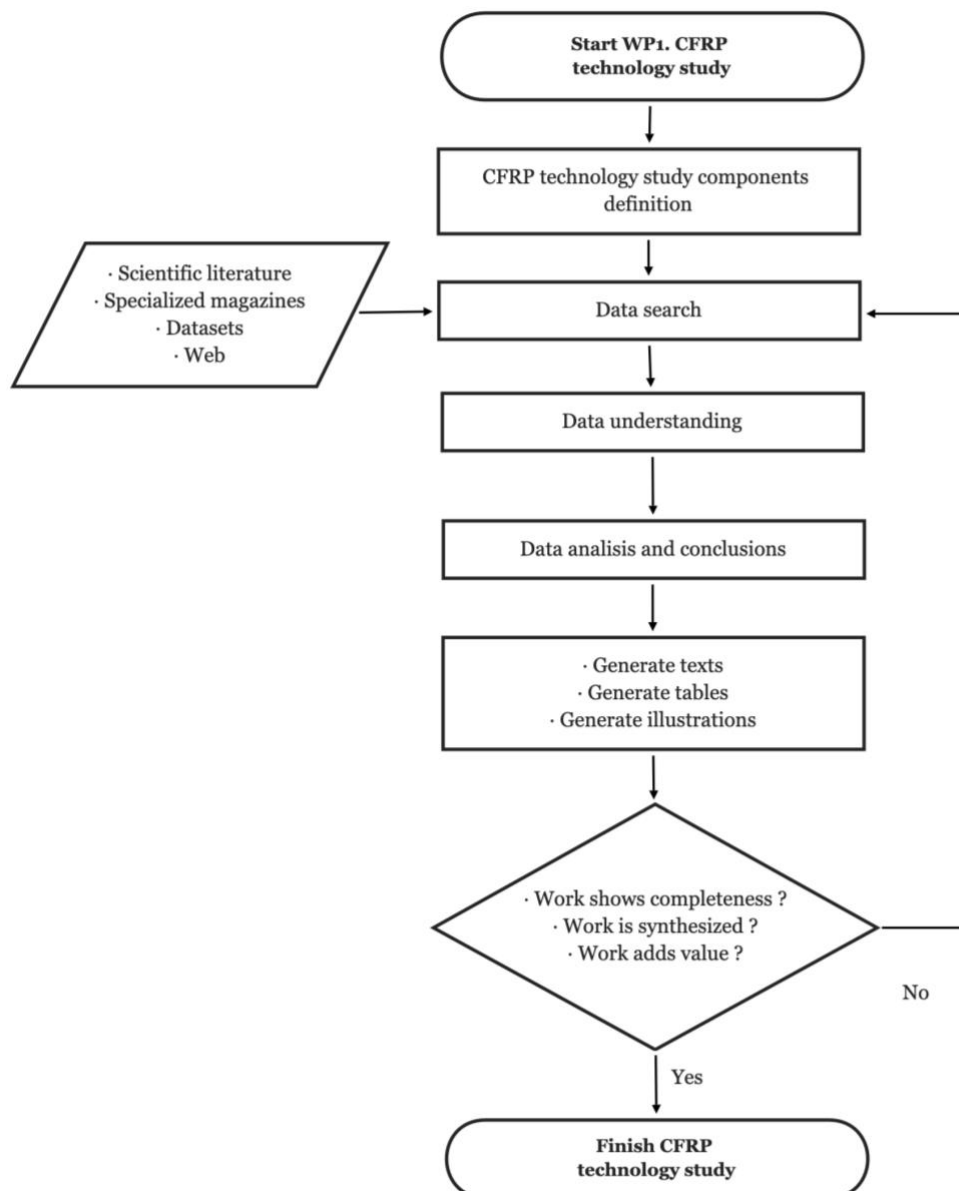 Start WP1. CFRP
technology study
CFRP technology study components
definition
· Scientific literature
· Specialized magazines
· Datasets
· Web
Data search
Data understanding
Data analisis and conclusions
· Generate texts
· Generate tables
· Generate illustrations
· Work shows completeness ?
· Work is synthesized ?
· Work adds value ?
No
Yes
Finish CFRP
technology study